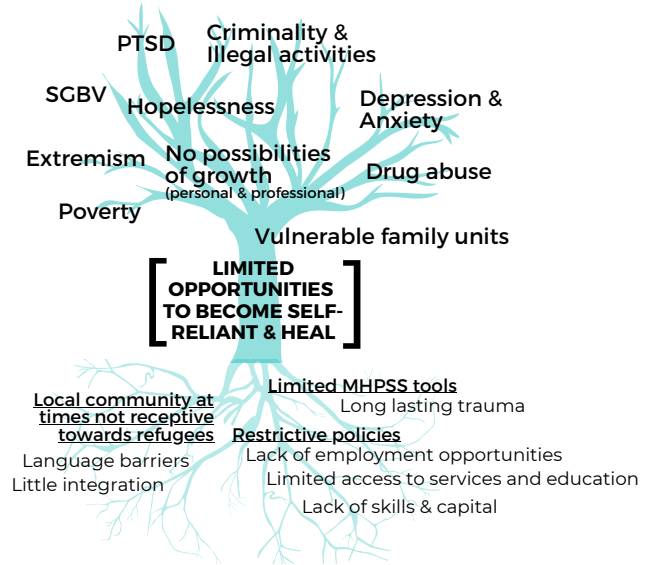 PTSD
Criminality &
Illegal activities
SGBV
Hopelessness
Depression &
Anxiety
Extremism
No possibilities
of growth
(personal & professional)
Drug abuse
Poverty
Vulnerable family units
[LIMITED
OPPORTUNITIES
TO BECOME SELF-
RELIANT & HEAL]
Local community at
times not receptive
towards refugees
Language barriers
Little integration
Limited MHPSS tools
Long lasting trauma
Restrictive policies
Lack of employment opportunities
Limited access to services and education
Lack of skills & capital